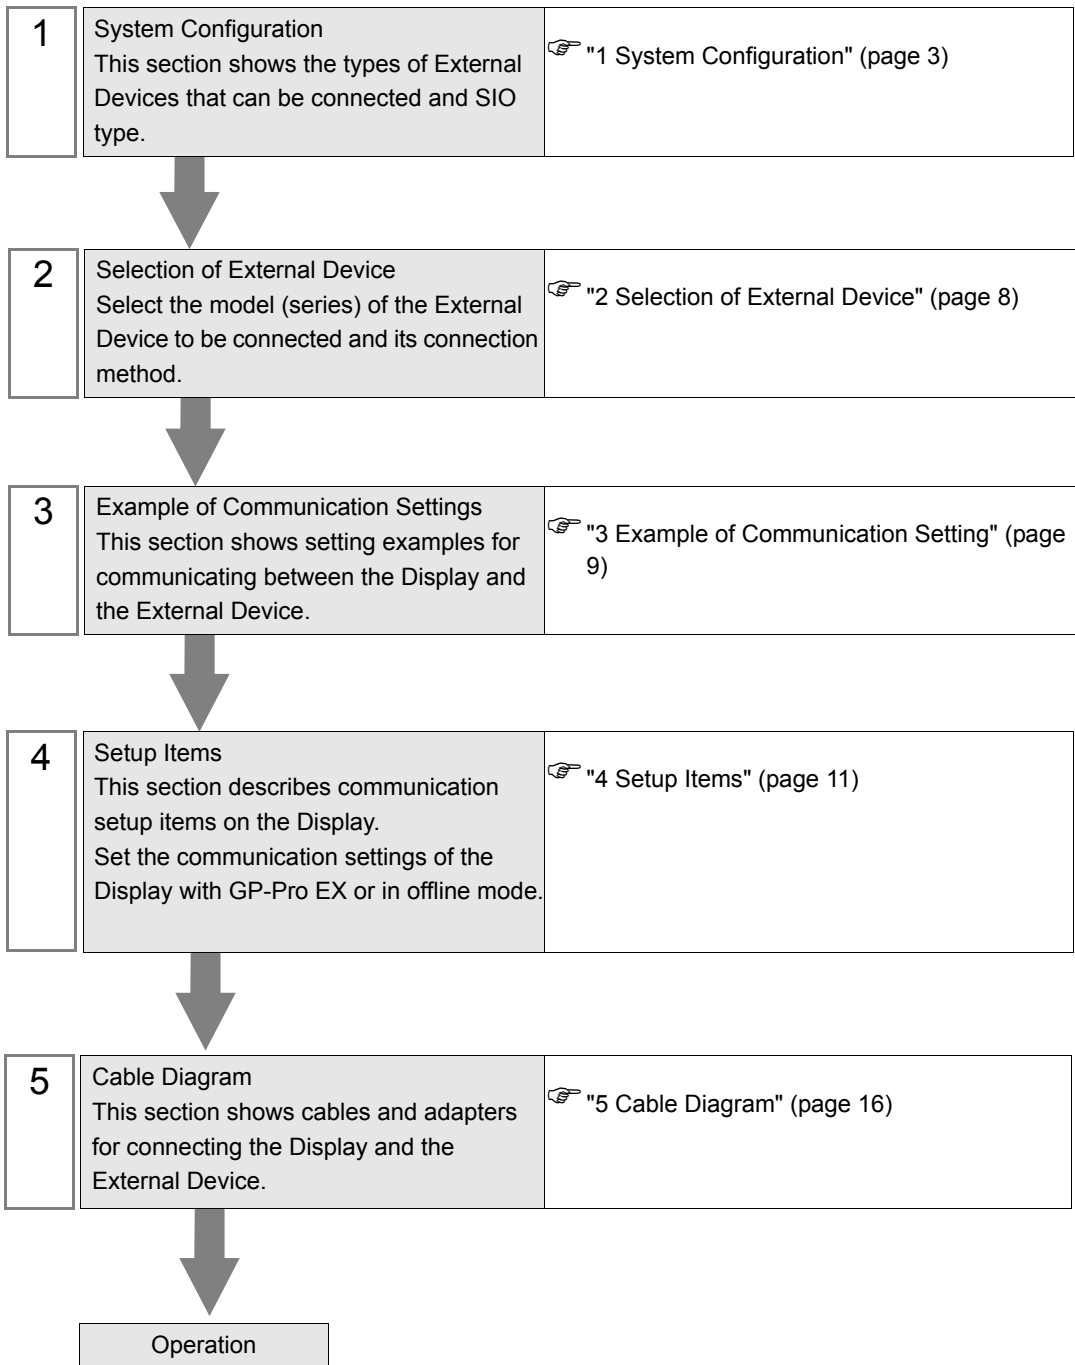 1
System Configuration
This section shows the types of External
Devices that can be connected and SIO
type.
"1 System Configuration" (page 3)
2
Selection of External Device
Select the model (series) of the External
Device to be connected and its connection
method.
"2 Selection of External Device" (page 8)
3
Example of Communication Settings
This section shows setting examples for
communicating between the Display and
the External Device.
"3 Example of Communication Setting" (page
9)
4
Setup Items
This section describes communication
setup items on the Display.
Set the communication settings of the
Display with GP-Pro EX or in offline mode.
"4 Setup Items" (page 11)
5
Cable Diagram
This section shows cables and adapters
for connecting the Display and the
External Device.
"5 Cable Diagram" (page 16)
Operation